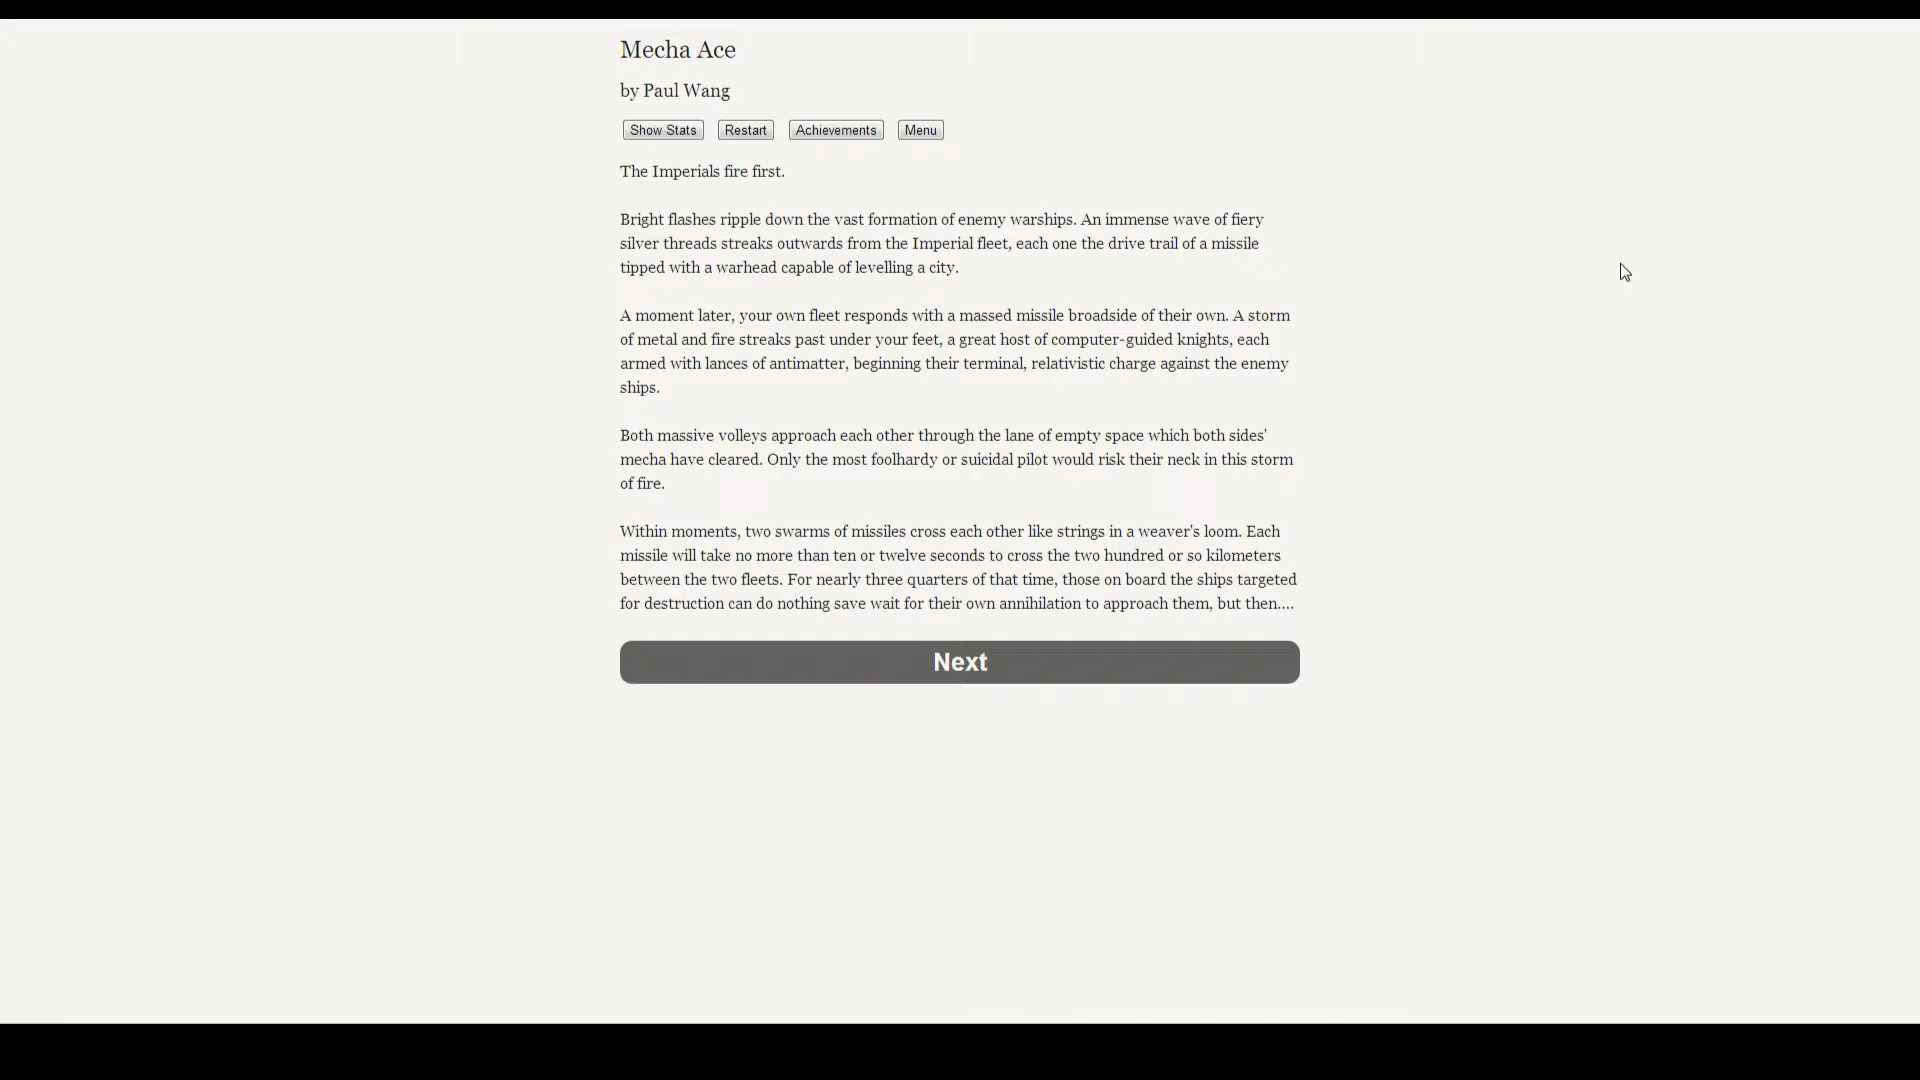 Mecha Ace
by Paul Wang
Show Stats Restart Achievements Menu
The Imperials fire first.
Bright flashes ripple down the vast formation of enemy warships. An immense wave of fiery
silver threads streaks outwards from the Imperial fleet, each one the drive trail of a missile
tipped with a warhead capable of levelling a city.
A moment later, your own fleet responds with a massed missile broadside of their own. A storm
of metal and fire streaks past under your feet, a great host of computer-guided knights, each
armed with lances of antimatter, beginning their terminal, relativistic charge against the enemy
ships.
Both massive volleys approach each other through the lane of empty space which both sides'
mecha have cleared. Only the most foolhardy or suicidal pilot would risk their neck in this storm
of fire.
Within moments, two swarms of missiles cross each other like strings in a weaver's loom. Each
missile will take no more than ten or twelve seconds to cross the two hundred or so kilometers
between the two fleets. For nearly three quarters of that time, those on board the ships targeted
for destruction can do nothing save wait for their own annihilation to approach them, but then....
Next